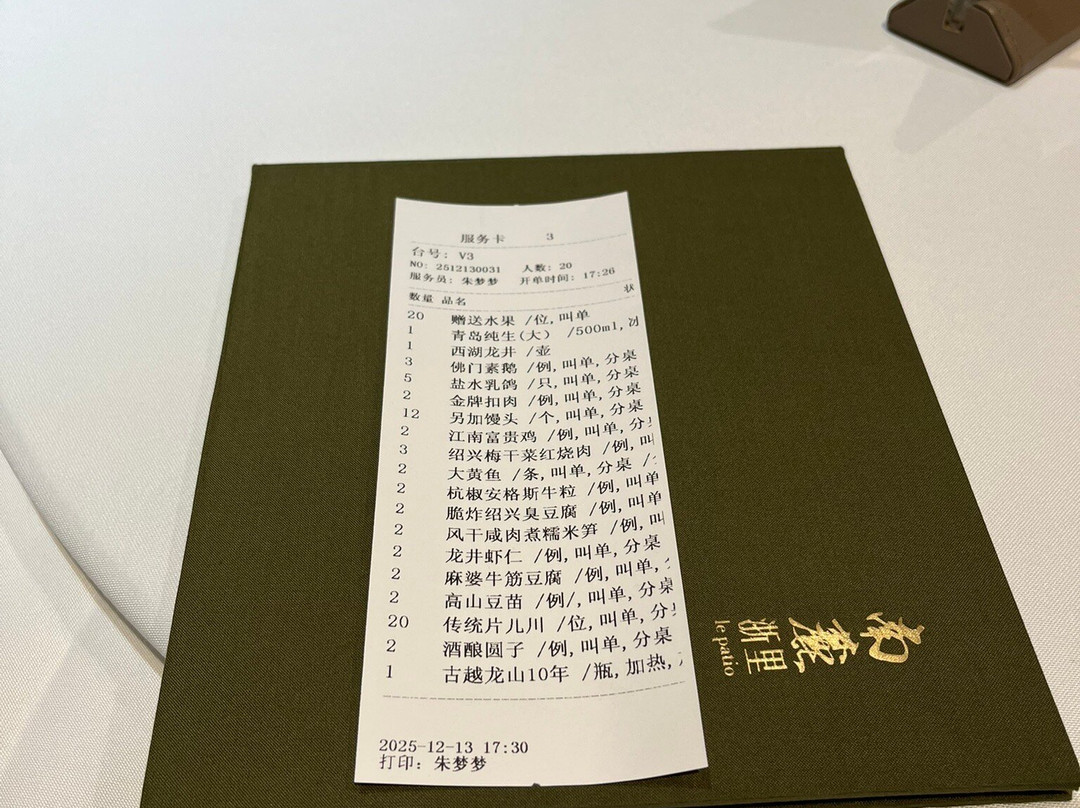 服务卡 3
台号: V3
NO: 2512130031 人数: 20
服务员: 朱梦梦 开单时间: 17:26
数量 品名 状
20 赠送水果 /位,叫单
1 青岛纯生(大) /500ml,
1 西湖龙井 /壶
3 佛门素鹅 /例,叫单,分桌
5 盐水乳鸽 /只,叫单,分桌
2 金牌扣肉 /例,叫单,分桌
12 另加馒头 /个,叫单,分桌
2 江南富贵鸡 /例,叫单,分
3 绍兴梅干菜红烧肉 /例,叫
2 大黄鱼 /条,叫单,分桌 /
2 杭椒安格斯牛粒 /例,叫单
2 脆炸绍兴臭豆腐 /例,叫单
2 风干咸肉煮糯米笋 /例,叫
2 龙井虾仁 /例,叫单,分桌
2 麻婆牛筋豆腐 /例,叫单,
2 高山豆苗 /例/,叫单,分桌
20 传统片儿川 /位,叫单,分
2 酒酿圆子 /例,叫单,分桌
1 古越龙山10年 /瓶,加热,
2025-12-13 17:30
打印: 朱梦梦
南麓
浙里
le patio